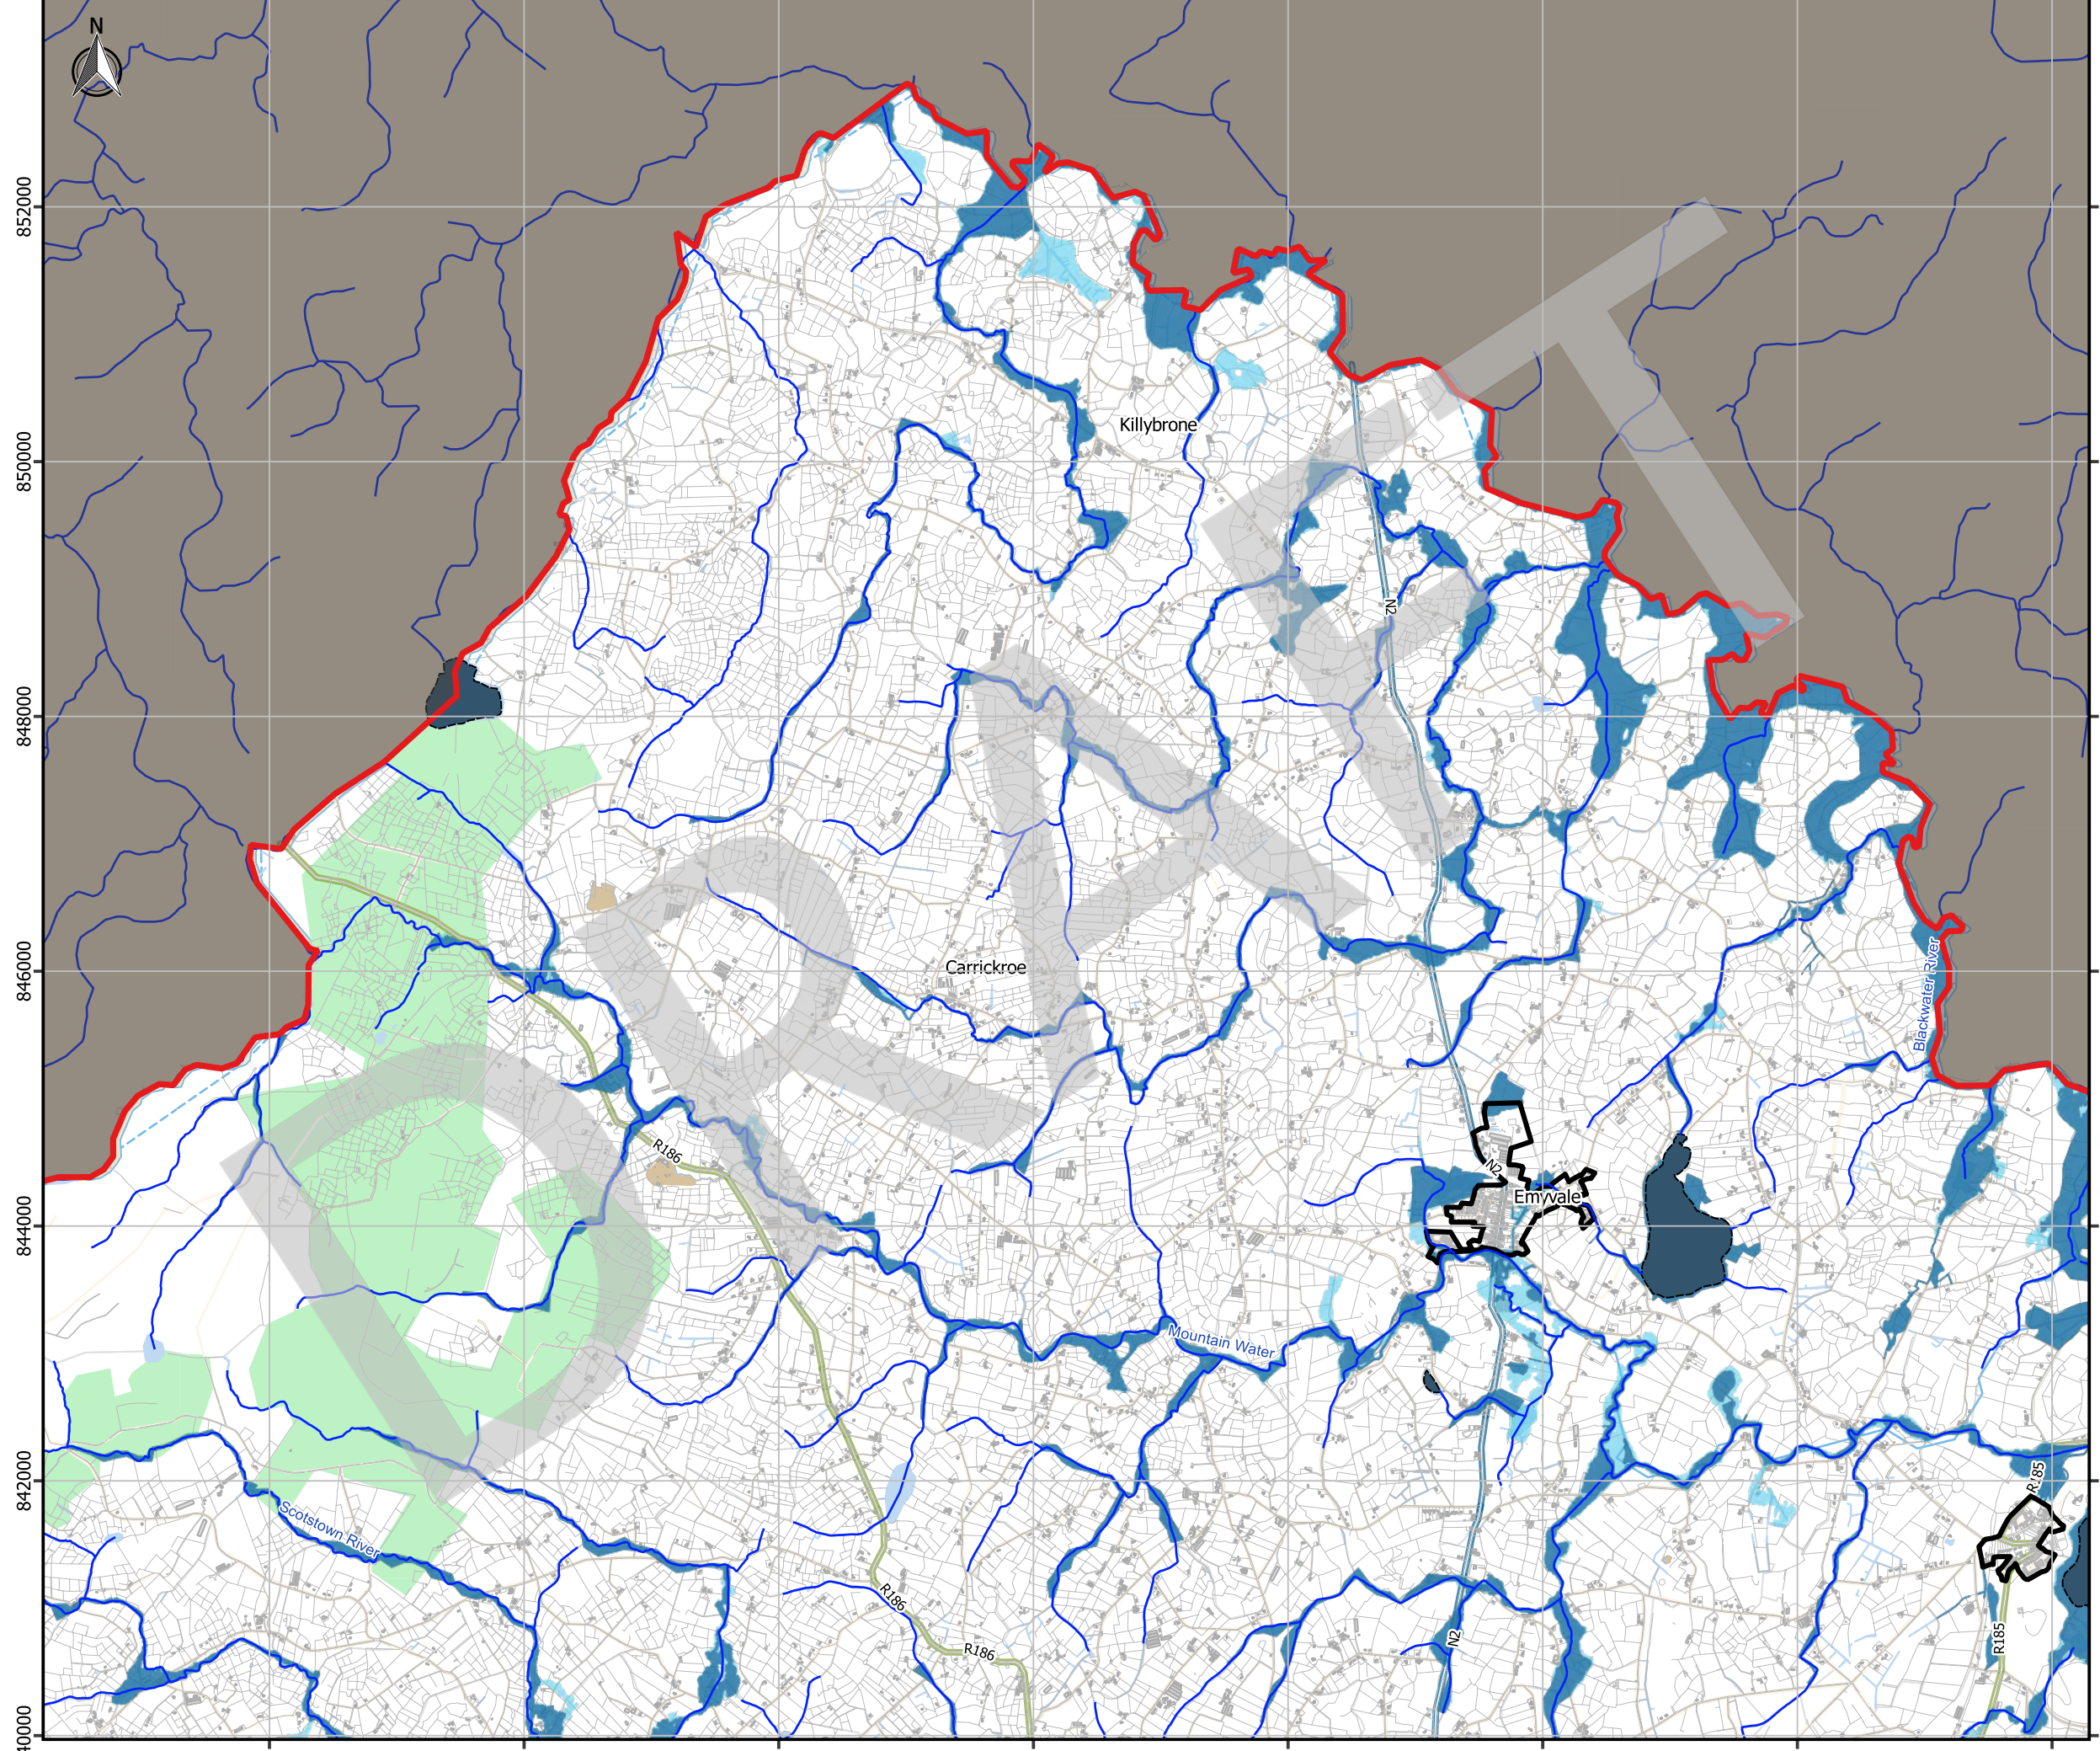 N
852000
850000
848000
846000
844000
842000
40000
Killybrone
Carrickroe
Emyvale
N2
N2
N2
R186
R186
R186
R185
R185
Blackwater River
Mountain Water
Scotstown River
DRAFT